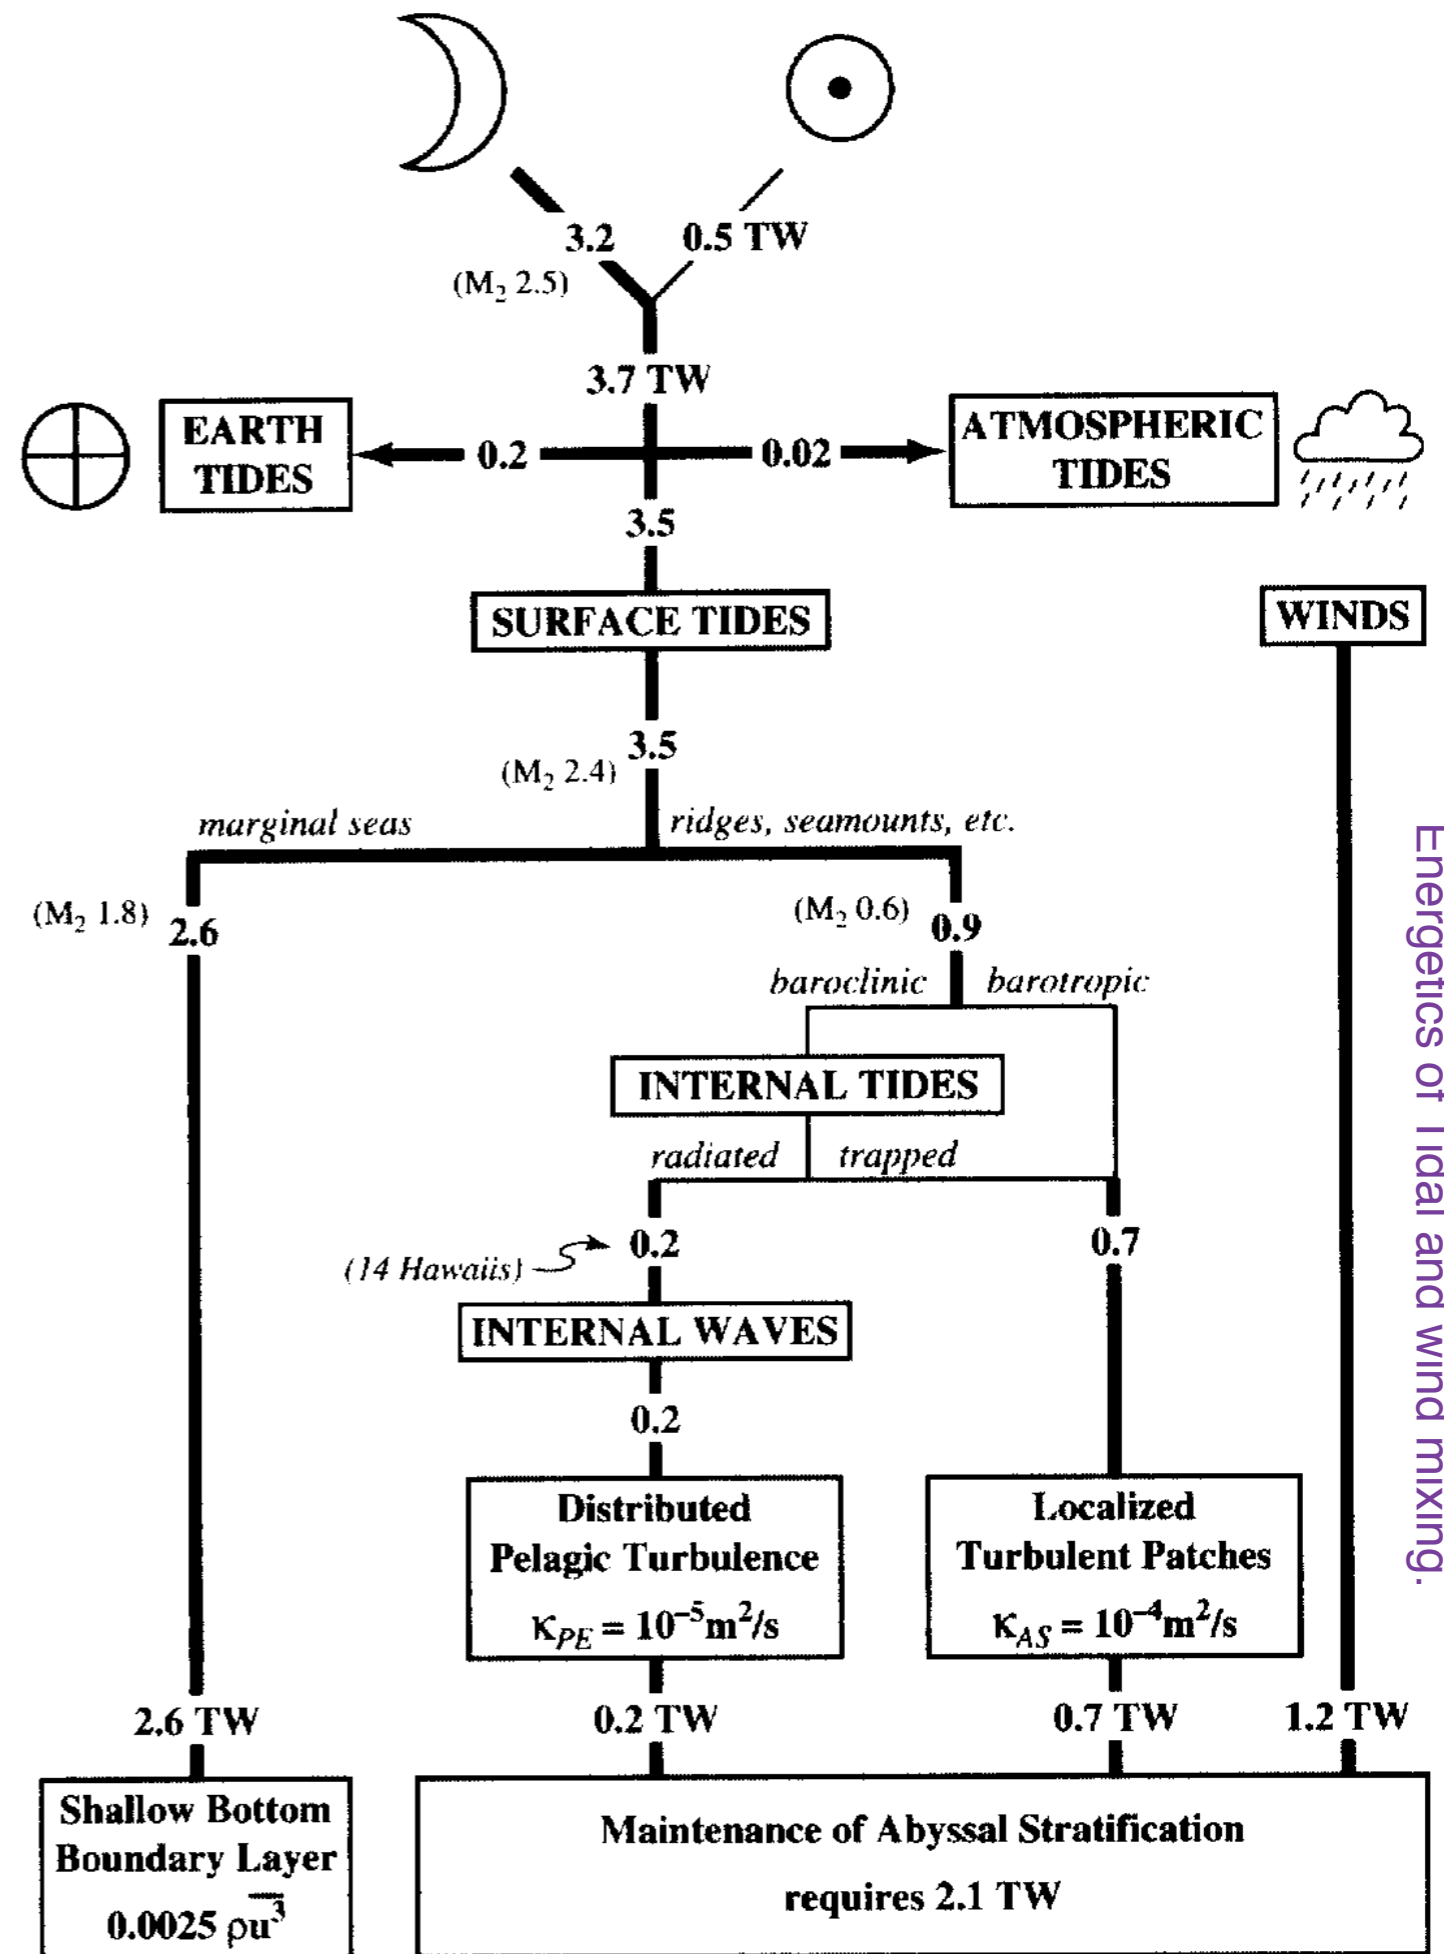 3.2
0.5 TW
(M₂ 2.5)
3.7 TW
EARTH
TIDES
0.2
0.02
ATMOSPHERIC
TIDES
3.5
SURFACE TIDES
WINDS
3.5
(M₂ 2.4)
marginal seas
ridges, seamounts, etc.
(M₂ 1.8)
2.6
(M₂ 0.6)
0.9
baroclinic
barotropic
INTERNAL TIDES
radiated
trapped
(14 Hawaiis)
0.2
0.7
INTERNAL WAVES
0.2
Distributed
Pelagic Turbulence
κ_PE = 10⁻⁵m²/s
Localized
Turbulent Patches
κ_AS = 10⁻⁴m²/s
2.6 TW
0.2 TW
0.7 TW
1.2 TW
Shallow Bottom
Boundary Layer
0.0025 ρu̅³
Maintenance of Abyssal Stratification
requires 2.1 TW
Energetics of Tidal and wind mixing.